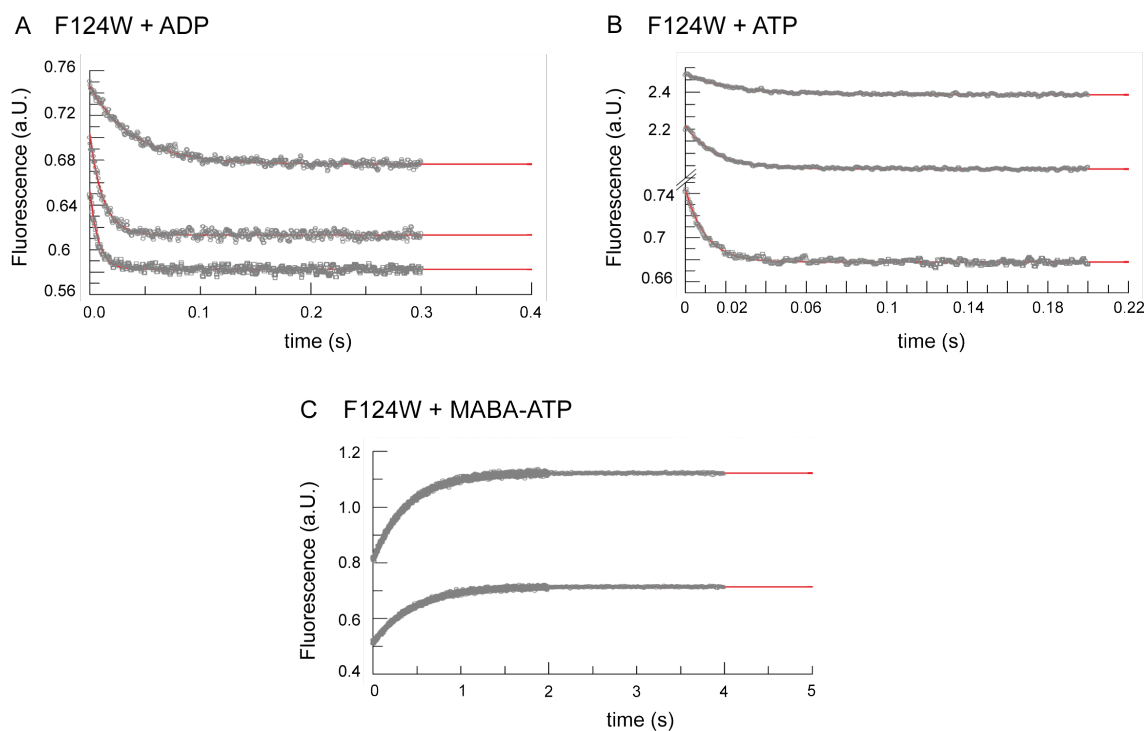 A F124W + ADP
Fluorescence (a.U.)
0.76
0.72
0.68
0.64
0.6
0.56
0.0 0.1 0.2 0.3 0.4
time (s)
B F124W + ATP
Fluorescence (a.U.)
2.4
2.2
0.74
0.7
0.66
0 0.02 0.06 0.1 0.14 0.18 0.22
time (s)
C F124W + MABA-ATP
Fluorescence (a.U.)
1.2
1.0
0.8
0.6
0.4
0 1 2 3 4 5
time (s)